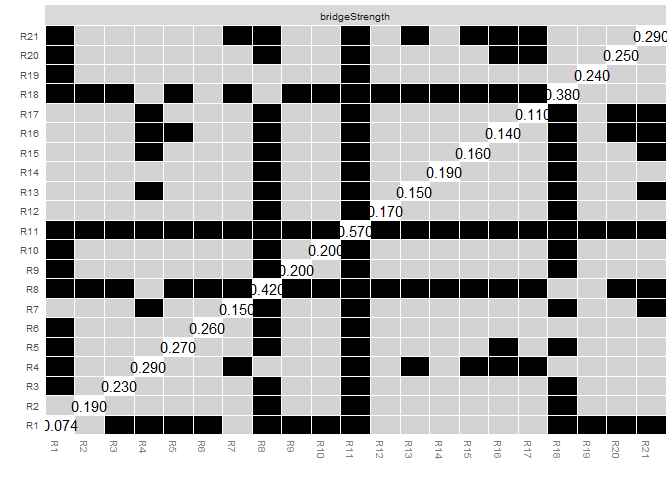 bridgeStrength
R21 0.290
R20 0.250
R19 0.240
R18 0.380
R17 0.110
R16 0.140
R15 0.160
R14 0.190
R13 0.150
R12 0.170
R11 0.570
R10 0.200
R9 0.200
R8 0.420
R7 0.150
R6 0.260
R5 0.270
R4 0.290
R3 0.230
R2 0.190
R1 0.074
R1 R2 R3 R4 R5 R6 R7 R8 R9 R10 R11 R12 R13 R14 R15 R16 R17 R18 R19 R20 R21